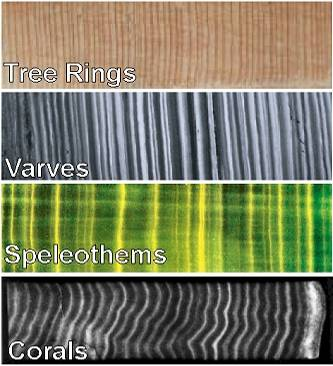 Tree Rings
Varves
Speleothems
Corals